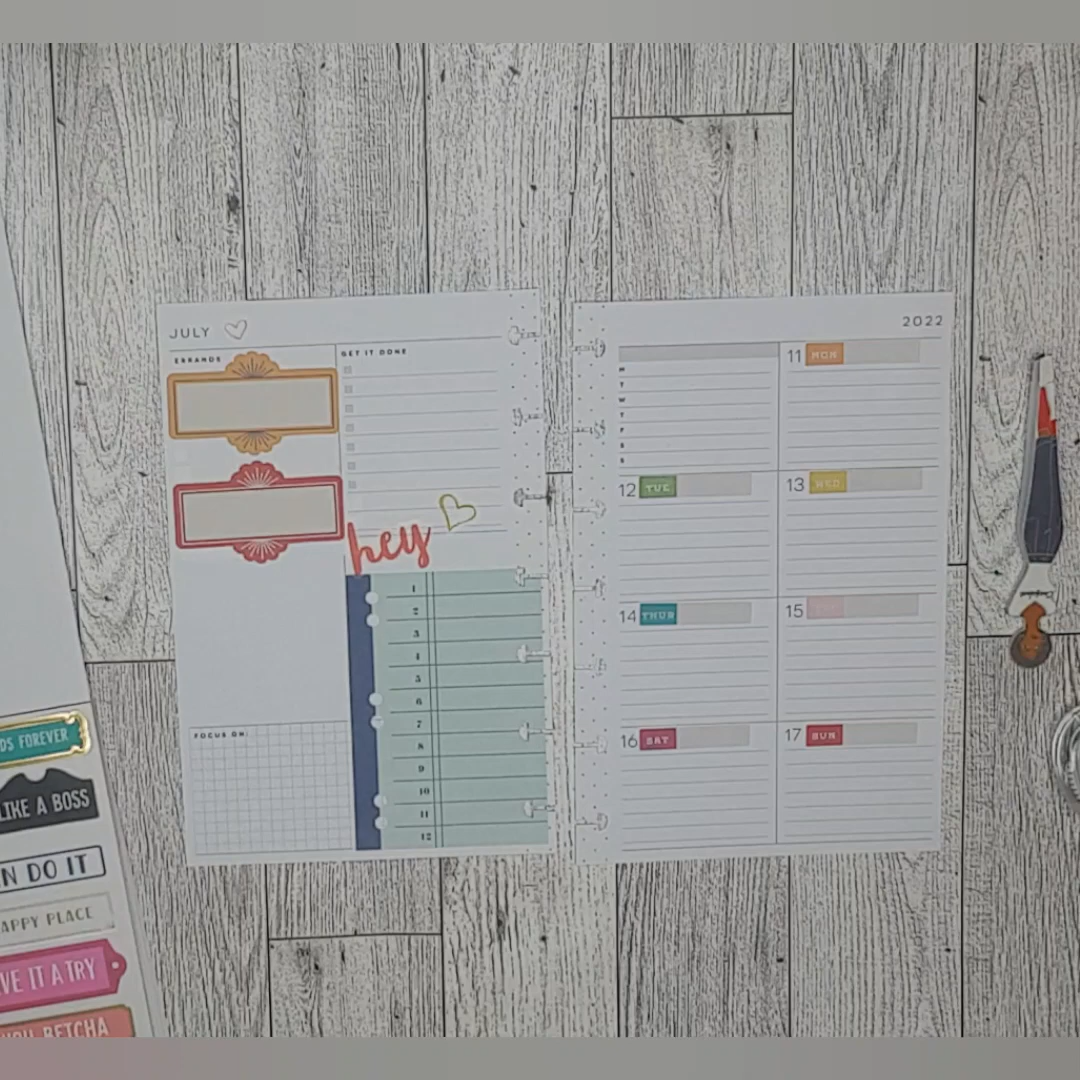 JULY
ERRANDS
GET IT DONE
hey
1
2
3
4
5
6
7
8
9
10
11
12
FOCUS ON:
2022
M
T
W
T
F
S
S
11 MON
12 TUE
13 WED
14 THUR
15
16 SAT
17 SUN
DS FOREVER
LIKE A BOSS
N DO IT
APPY PLACE
VE IT A TRY
YOU BETCHA